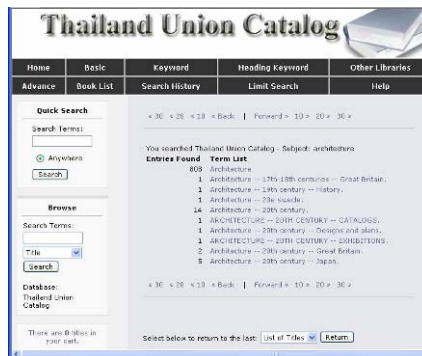 Thailand Union Catalog
Home Basic Keyword Heading Keyword Other Libraries
Advance Book List Search History Limit Search Help
Quick Search
Search Terms:
Anywhere
Search
Browse
Search Terms:
Title
Search
Database:
Thailand Union
Catalog
There are 0 titles in
your cart.
< 30 < 20 < 10 < Back | Forward > 10 > 20 > 30 >
You searched Thailand Union Catalog - Subject: architecture
Entries Found Term List
808 Architecture
1 Architecture -- 17th-18th centuries -- Great Britain.
1 Architecture -- 19th century -- History.
1 Architecture -- 20e siecle.
14 Architecture -- 20th century.
1 ARCHITECTURE -- 20TH CENTURY -- CATALOGS.
1 Architecture -- 20th century -- Designs and plans.
1 ARCHITECTURE -- 20TH CENTURY -- EXHIBITIONS.
2 Architecture -- 20th century -- Great Britain.
5 Architecture -- 20th century -- Japan.
< 30 < 20 < 10 < Back | Forward > 10 > 20 > 30 >
Select below to return to the last: List of Titles Return